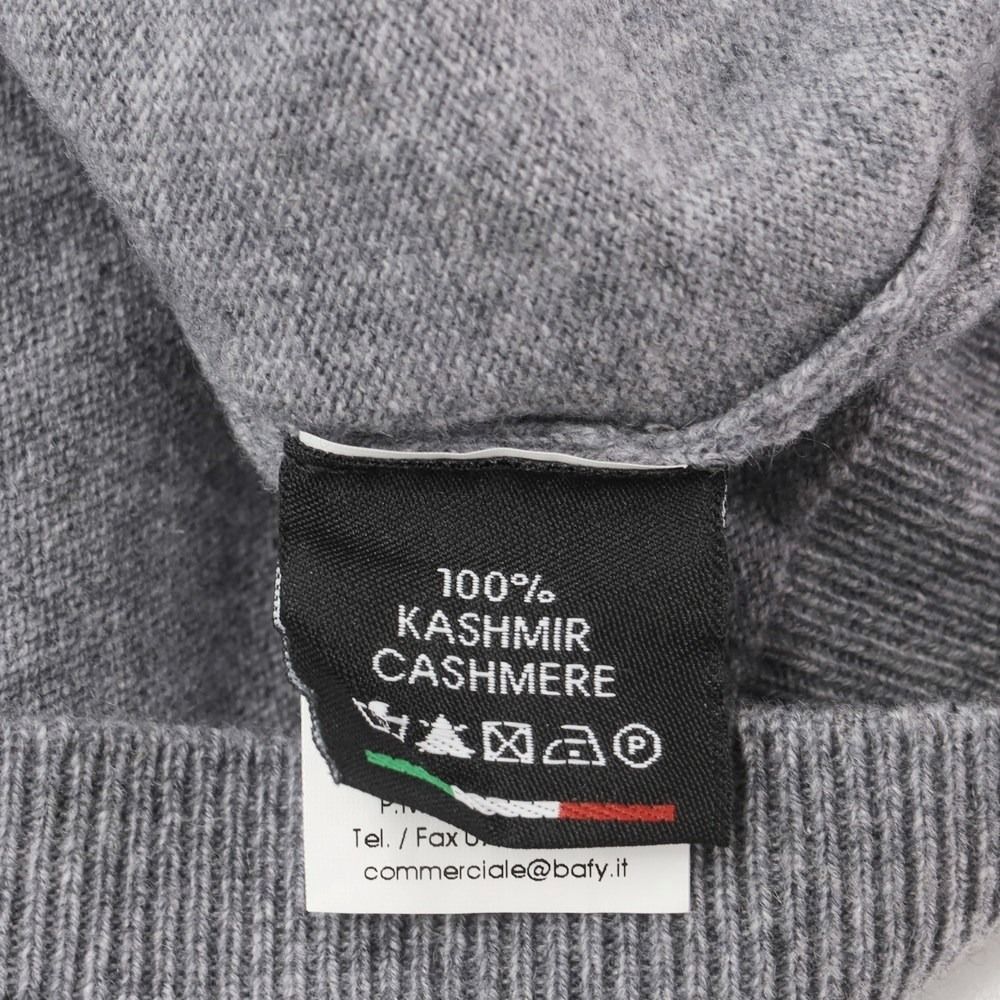 100%
KASHMIR
CASHMERE
P
Tel. / Fax
commerciale@bafy.it